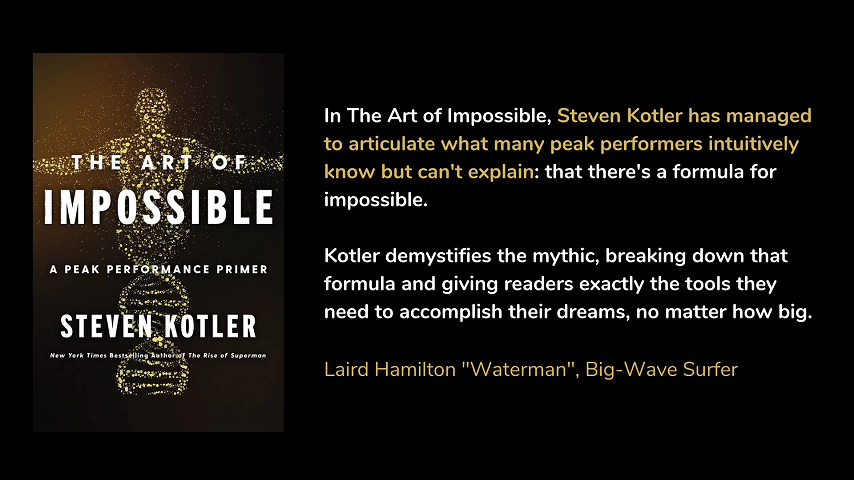 THE ART OF
IMPOSSIBLE
A PEAK PERFORMANCE PRIMER
STEVEN KOTLER
New York Times Bestselling Author of The Rise of Superman
In The Art of Impossible, Steven Kotler has managed
to articulate what many peak performers intuitively
know but can't explain: that there's a formula for
impossible.
Kotler demystifies the mythic, breaking down that
formula and giving readers exactly the tools they
need to accomplish their dreams, no matter how big.
Laird Hamilton "Waterman", Big-Wave Surfer